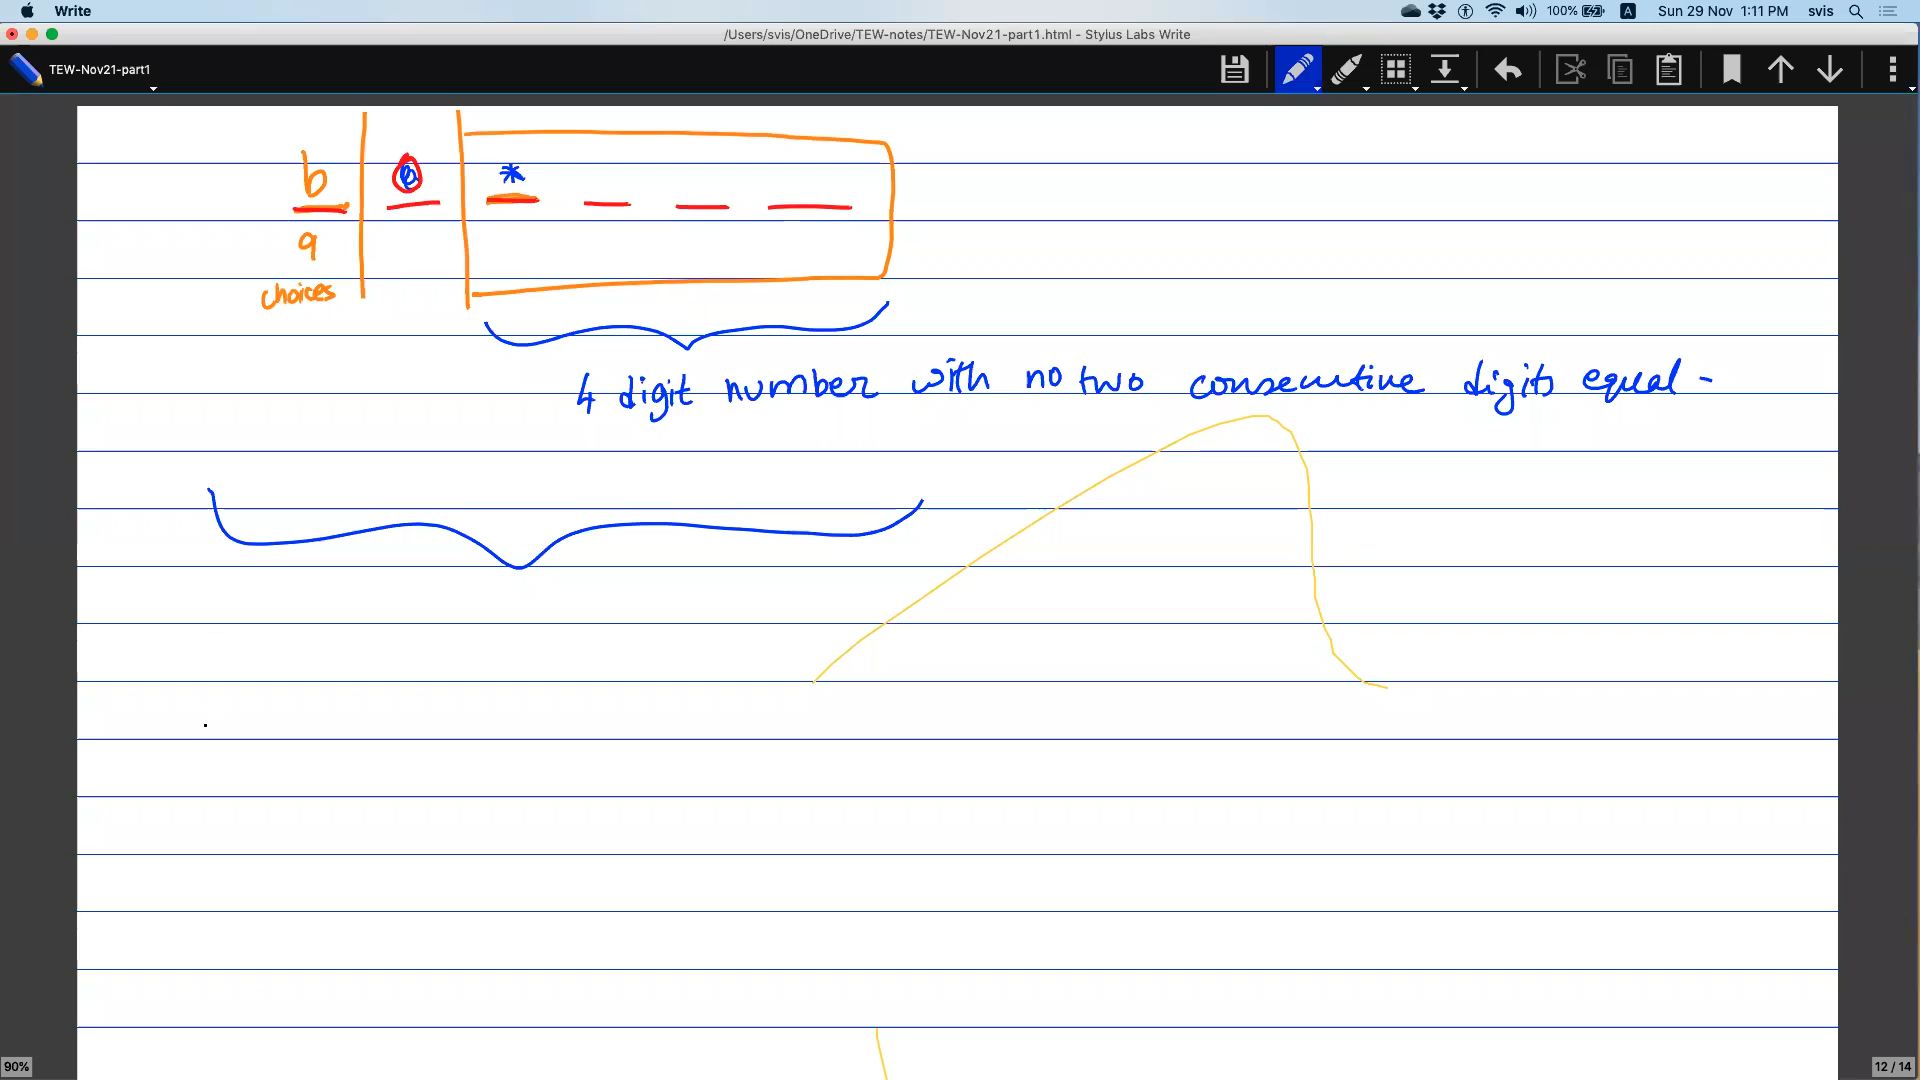 Write
100%
A
Sun 29 Nov 1:11 PM
svis
/Users/svis/OneDrive/TEW-notes/TEW-Nov21-part1.html - Stylus Labs Write
TEW-Nov21-part1
b
*
9
choices
4 digit number with no two consecutive digits equal -
90%
12 / 14